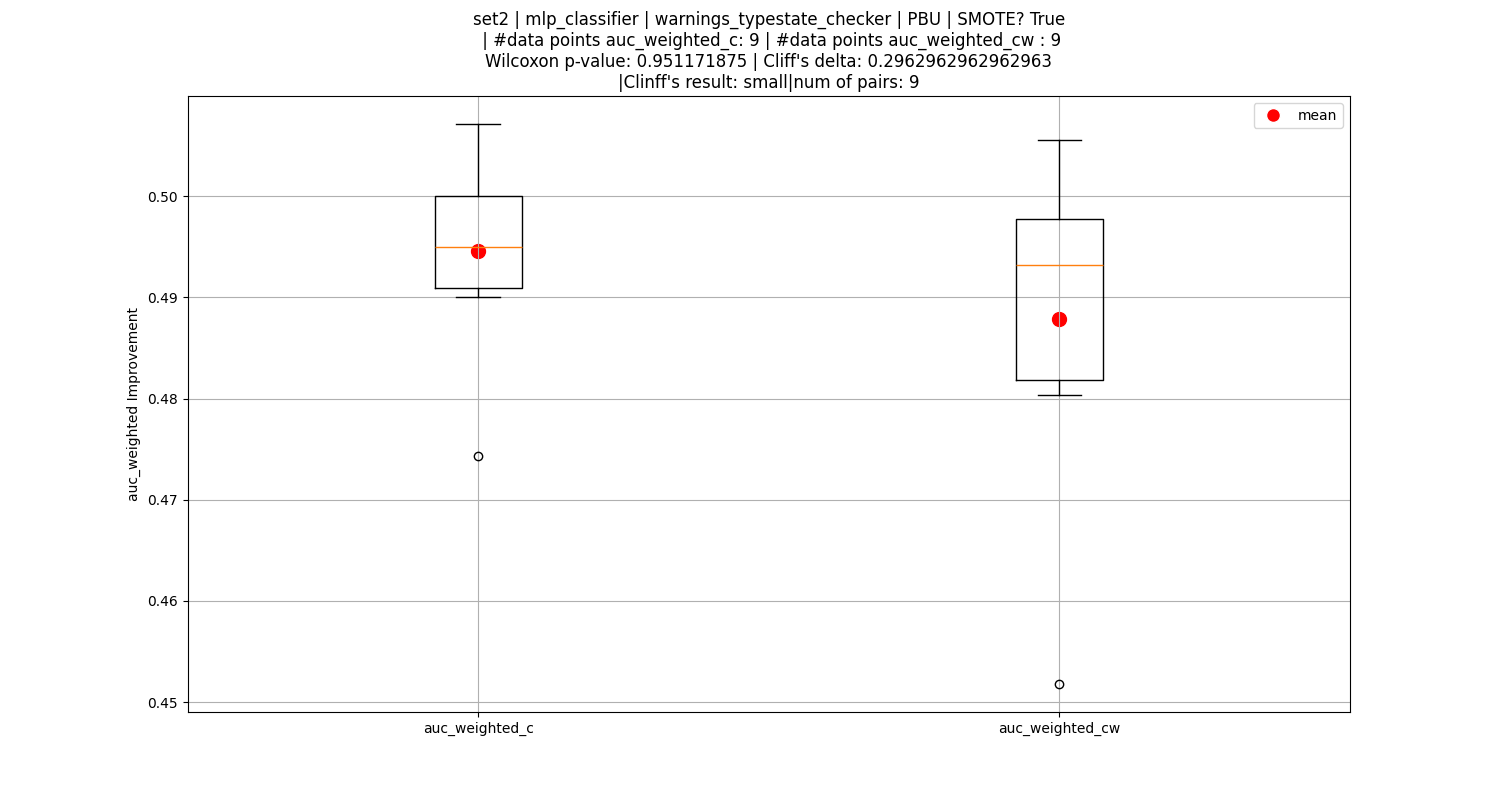 set2 | mlp_classifier | warnings_typestate_checker | PBU | SMOTE? True
| #data points auc_weighted_c: 9 | #data points auc_weighted_cw : 9
Wilcoxon p-value: 0.951171875 | Cliff's delta: 0.2962962962962963
|Clinff's result: small|num of pairs: 9
mean
0.50
0.49
0.48
0.47
0.46
0.45
auc_weighted Improvement
auc_weighted_c
auc_weighted_cw